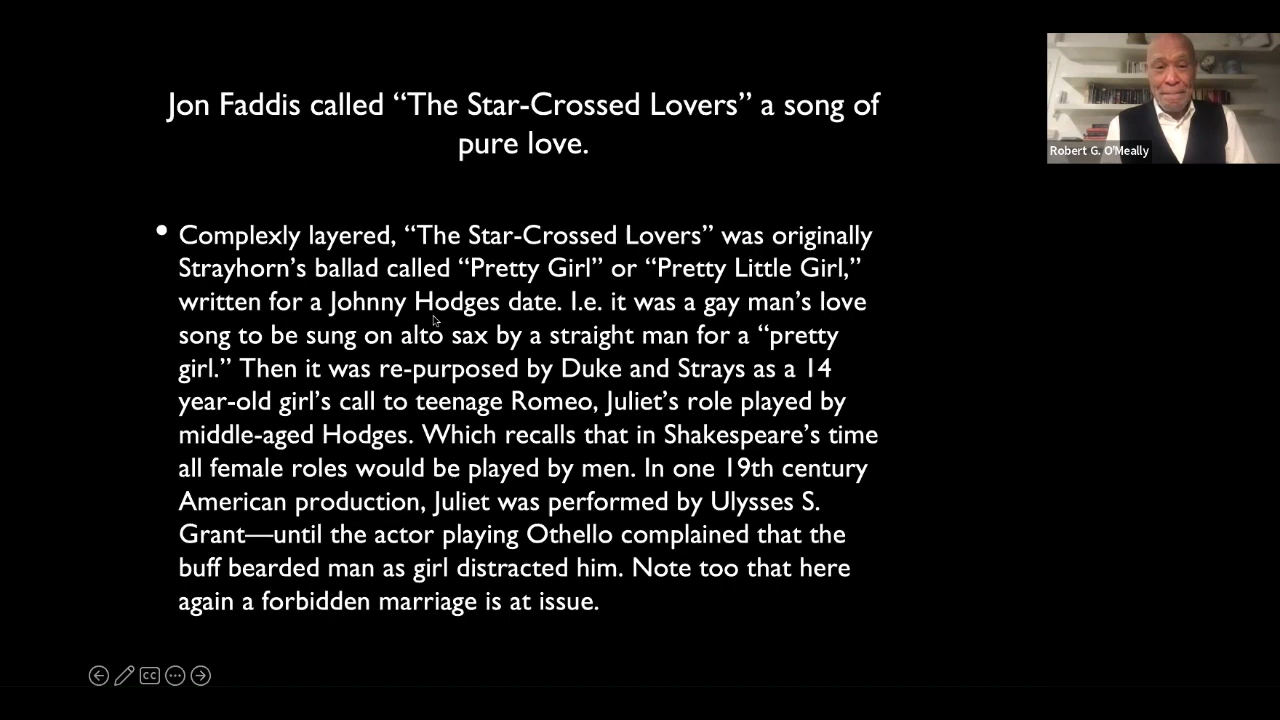 Jon Faddis called “The Star-Crossed Lovers” a song of
pure love.
• Complexly layered, “The Star-Crossed Lovers” was originally
Strayhorn’s ballad called “Pretty Girl” or “Pretty Little Girl,”
written for a Johnny Hodges date. I.e. it was a gay man’s love
song to be sung on alto sax by a straight man for a “pretty
girl.” Then it was re-purposed by Duke and Strays as a 14
year-old girl’s call to teenage Romeo, Juliet’s role played by
middle-aged Hodges. Which recalls that in Shakespeare’s time
all female roles would be played by men. In one 19th century
American production, Juliet was performed by Ulysses S.
Grant—until the actor playing Othello complained that the
buff bearded man as girl distracted him. Note too that here
again a forbidden marriage is at issue.
Robert G. O'Meally
CC